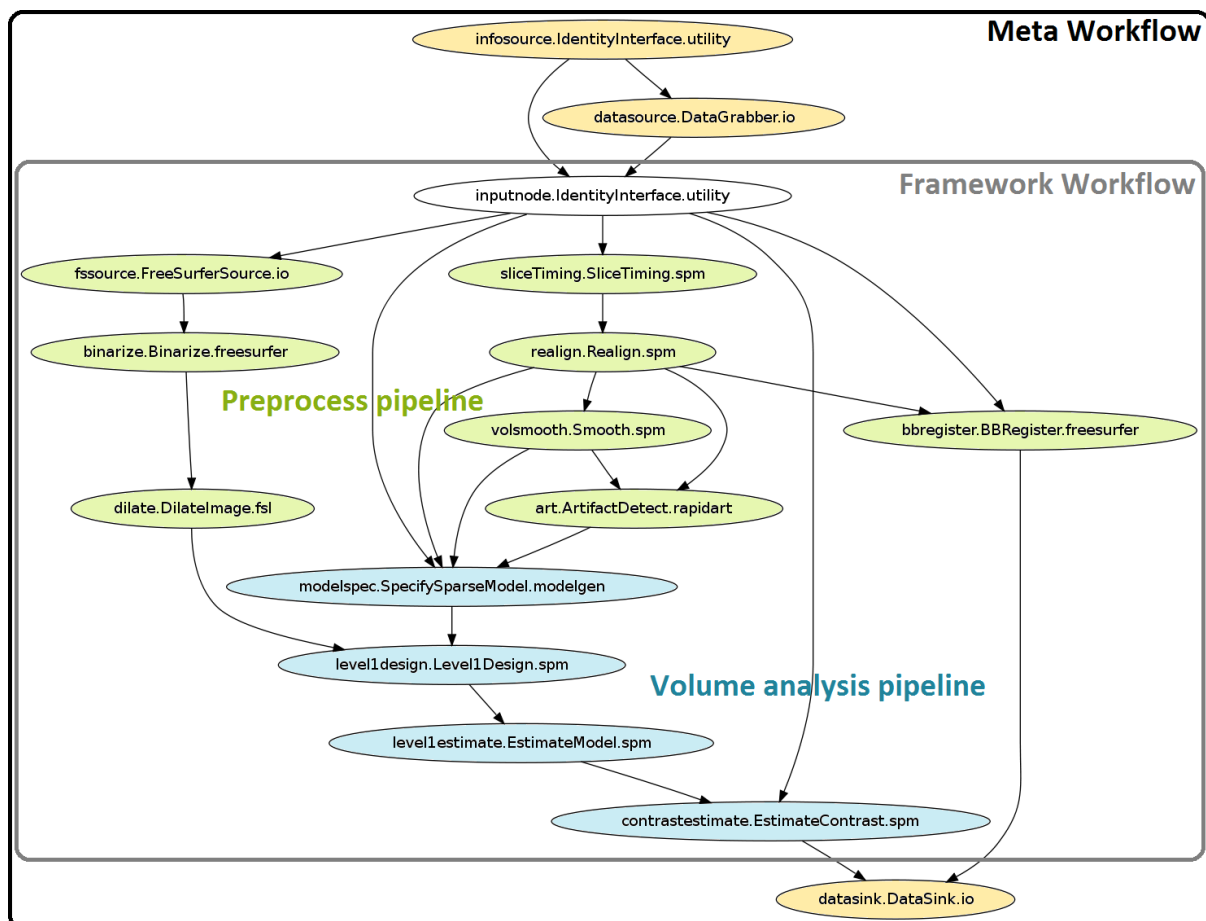 Meta Workflow
infosource.IdentityInterface.utility
datasource.DataGrabber.io
Framework Workflow
inputnode.IdentityInterface.utility
fssource.FreeSurferSource.io
sliceTiming.SliceTiming.spm
binarize.Binarize.freesurfer
realign.Realign.spm
Preprocess pipeline
volsmooth.Smooth.spm
bbregister.BBRegister.freesurfer
dilate.DilateImage.fsl
art.ArtifactDetect.rapidart
modelspec.SpecifySparseModel.modelgen
level1design.Level1Design.spm
Volume analysis pipeline
level1estimate.EstimateModel.spm
contrastestimate.EstimateContrast.spm
datasink.DataSink.io